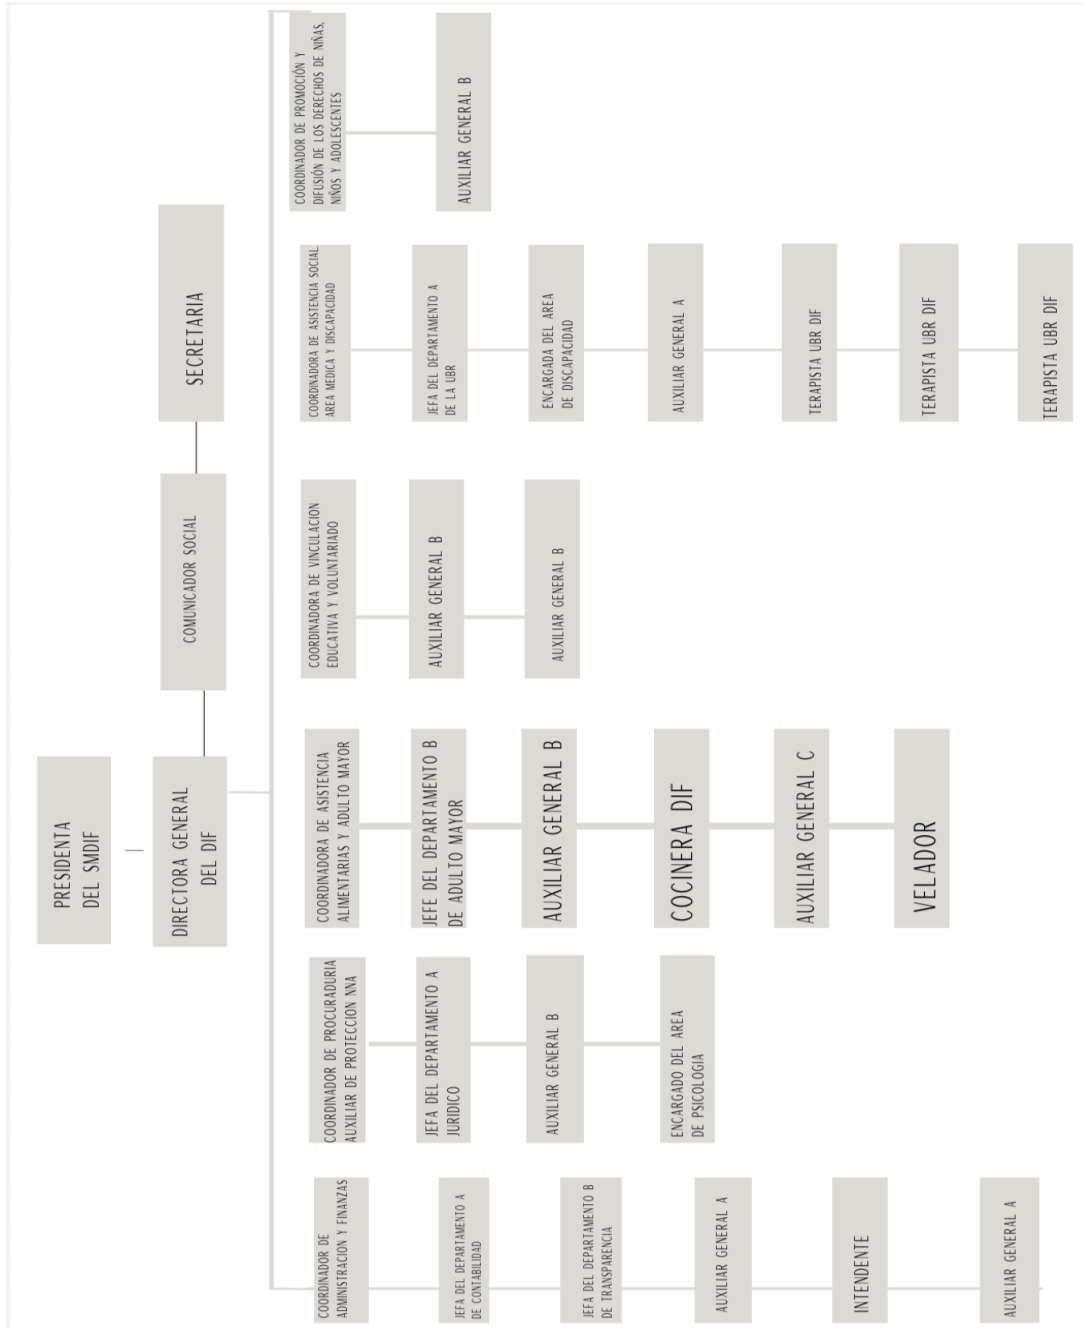 PRESIDENTA
DEL SMDIF
DIRECTORA GENERAL
DEL DIF
COMUNICADOR SOCIAL
SECRETARIA
COORDINADOR DE
ADMINISTRACION Y FINANZAS
JEFA DEL DEPARTAMENTO A
DE CONTABILIDAD
JEFA DEL DEPARTAMENTO B
DE TRANSPARENCIA
AUXILIAR GENERAL A
INTENDENTE
AUXILIAR GENERAL A
COORDINADOR DE PROCURADURIA
AUXILIAR DE PROTECCION NNA
JEFA DEL DEPARTAMENTO A
JURIDICO
AUXILIAR GENERAL B
ENCARGADO DEL AREA
DE PSICOLOGIA
COORDINADORA DE ASISTENCIA
ALIMENTARIAS Y ADULTO MAYOR
JEFE DEL DEPARTAMENTO B
DE ADULTO MAYOR
AUXILIAR GENERAL B
COCINERA DIF
AUXILIAR GENERAL C
VELADOR
COORDINADORA DE VINCULACION
EDUCATIVA Y VOLUNTARIADO
AUXILIAR GENERAL B
AUXILIAR GENERAL B
COORDINADORA DE ASISTENCIA SOCIAL
AREA MEDICA Y DISCAPACIDAD
JEFA DEL DEPARTAMENTO A
DE LA UBR
ENCARGADA DEL AREA
DE DISCAPACIDAD
AUXILIAR GENERAL A
TERAPISTA UBR DIF
TERAPISTA UBR DIF
TERAPISTA UBR DIF
COORDINADOR DE PROMOCIÓN Y
DIFUSIÓN DE LOS DERECHOS DE NIÑAS,
NIÑOS Y ADOLESCENTES
AUXILIAR GENERAL B